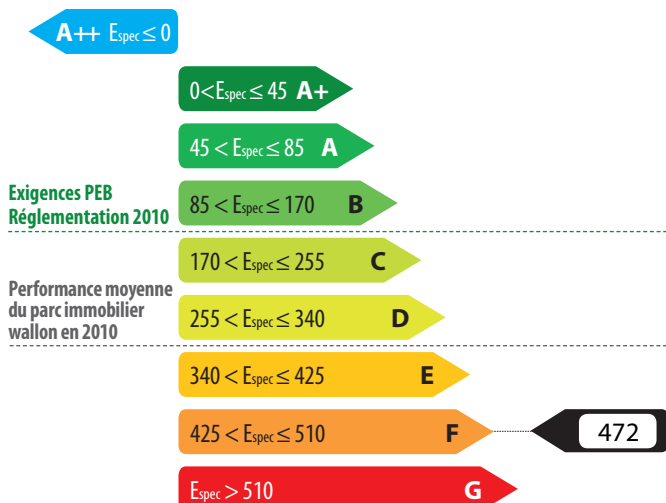 A++ Espec ≤ 0
0<Espec ≤ 45 A+
45 < Espec ≤ 85 A
Exigences PEB
Réglementation 2010
85 < Espec ≤ 170 B
170 < Espec ≤ 255 C
Performance moyenne
du parc immobilier
wallon en 2010
255 < Espec ≤ 340 D
340 < Espec ≤ 425 E
425 < Espec ≤ 510 F
472
Espec > 510 G